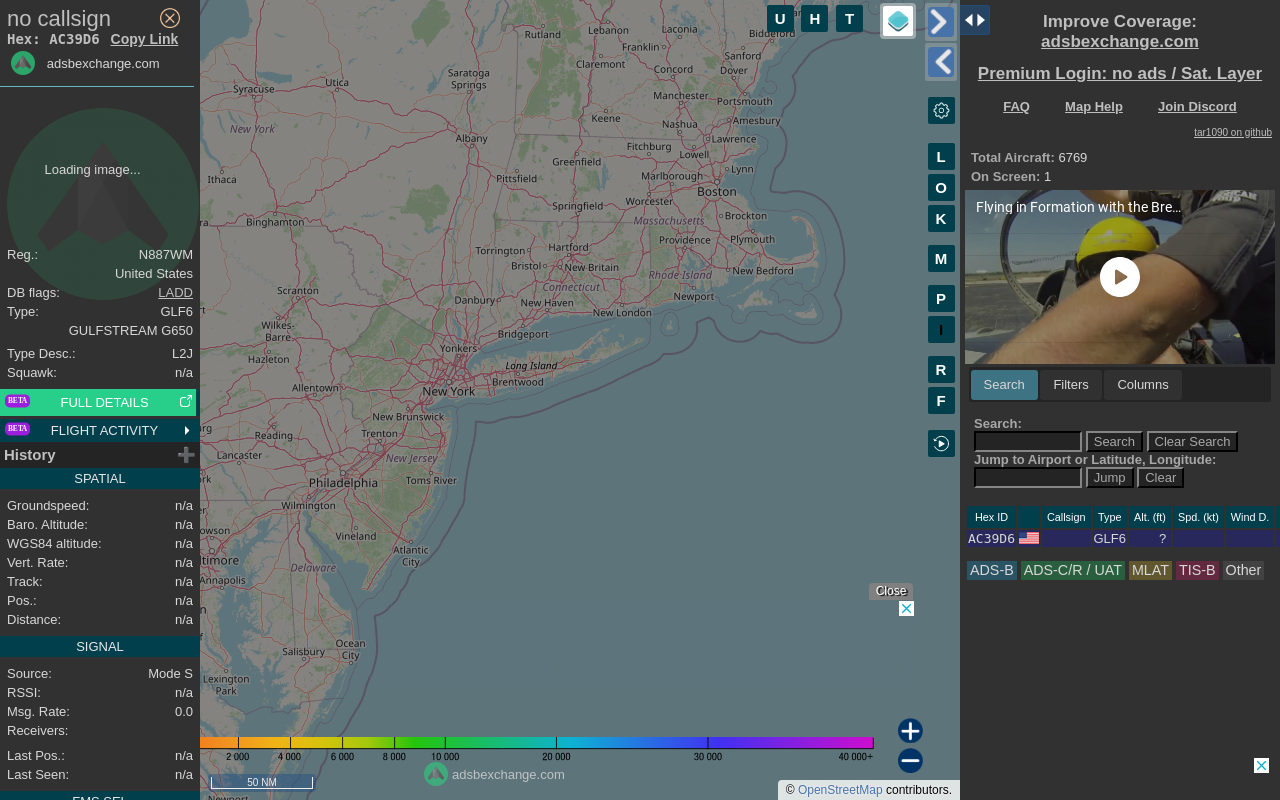 no callsign
Hex: AC39D6 Copy Link
adsbexchange.com
Loading image...
Reg.: N887WM
United States
DB flags: LADD
Type: GLF6
GULFSTREAM G650
Type Desc.: L2J
Squawk: n/a
BETA FULL DETAILS
BETA FLIGHT ACTIVITY
History
SPATIAL
Groundspeed: n/a
Baro. Altitude: n/a
WGS84 altitude: n/a
Vert. Rate: n/a
Track: n/a
Pos.: n/a
Distance: n/a
SIGNAL
Source: Mode S
RSSI: n/a
Msg. Rate: 0.0
Receivers:
Last Pos.: n/a
Last Seen: n/a
U H T
L
O
K
M
P
I
R
F
Rutland
Lebanon
Laconia
Biddeford
Franklin
Claremont
Sanford
Concord
Dover
Saratoga
Springs
Utica
Syracuse
Manchester
Portsmouth
Keene
Nashua
Amesbury
New York
Albany
Lawrence
Fitchburg
Greenfield
Lowell
Pittsfield
Marlborough
Lynn
Ithaca
Worcester
Boston
Springfield
Massachusetts
Brockton
Binghamton
Torrington
Hartford
Providence
Plymouth
Bristol
New Britain
Rhode Island
New Bedford
Connecticut
Scranton
Danbury
New Haven
Newport
New London
Wilkes-
Barre
Bridgeport
Yonkers
Hazleton
Long Island
Brentwood
Allentown
New York
New Brunswick
Reading
Trenton
Lancaster
New Jersey
Toms River
Philadelphia
Wilmington
Vineland
Atlantic
City
Annapolis
Delaware
Ocean
City
Salisbury
Lexington
Park
Newport
Close
2 000 4 000 6 000 8 000 10 000 20 000 30 000 40 000+
50 NM
adsbexchange.com
© OpenStreetMap contributors.
Improve Coverage:
adsbexchange.com
Premium Login: no ads / Sat. Layer
FAQ Map Help Join Discord
tar1090 on github
Total Aircraft: 6769
On Screen: 1
Flying in Formation with the Bre...
Search Filters Columns
Search:
Search Clear Search
Jump to Airport or Latitude, Longitude:
Jump Clear
Hex ID Callsign Type Alt. (ft) Spd. (kt) Wind D.
AC39D6 GLF6 ?
ADS-B ADS-C/R / UAT MLAT TIS-B Other